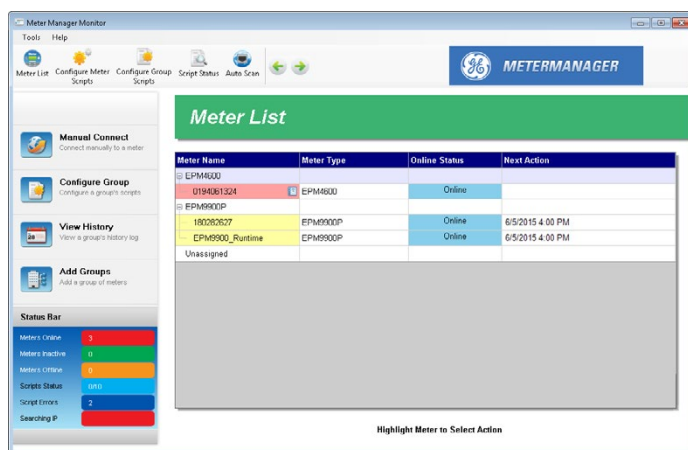 Meter Manager Monitor
Tools Help
Meter List Configure Meter Scripts Configure Group Scripts Script Status Auto Scan
METERMANAGER
Manual Connect
Connect manually to a meter
Configure Group
Configure a group's scripts
View History
View a group's history log
Add Groups
Add a group of meters
Status Bar
Meters Online 3
Meters Inactive 0
Meters Offline 0
Scripts Status 0/10
Script Errors 2
Searching IP
Meter List
Meter Name Meter Type Online Status Next Action
EPM4600
0194061324 EPM4600 Online
EPM9900P
180282627 EPM9900P Online 6/5/2015 4:00 PM
EPM9900_Runtime EPM9900P Online 6/5/2015 4:00 PM
Unassigned
Highlight Meter to Select Action